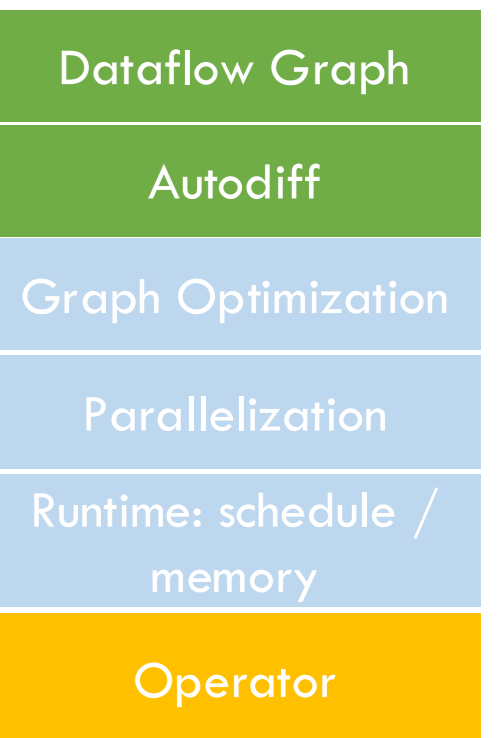 Dataflow Graph
Autodiff
Graph Optimization
Parallelization
Runtime: schedule /
memory
Operator